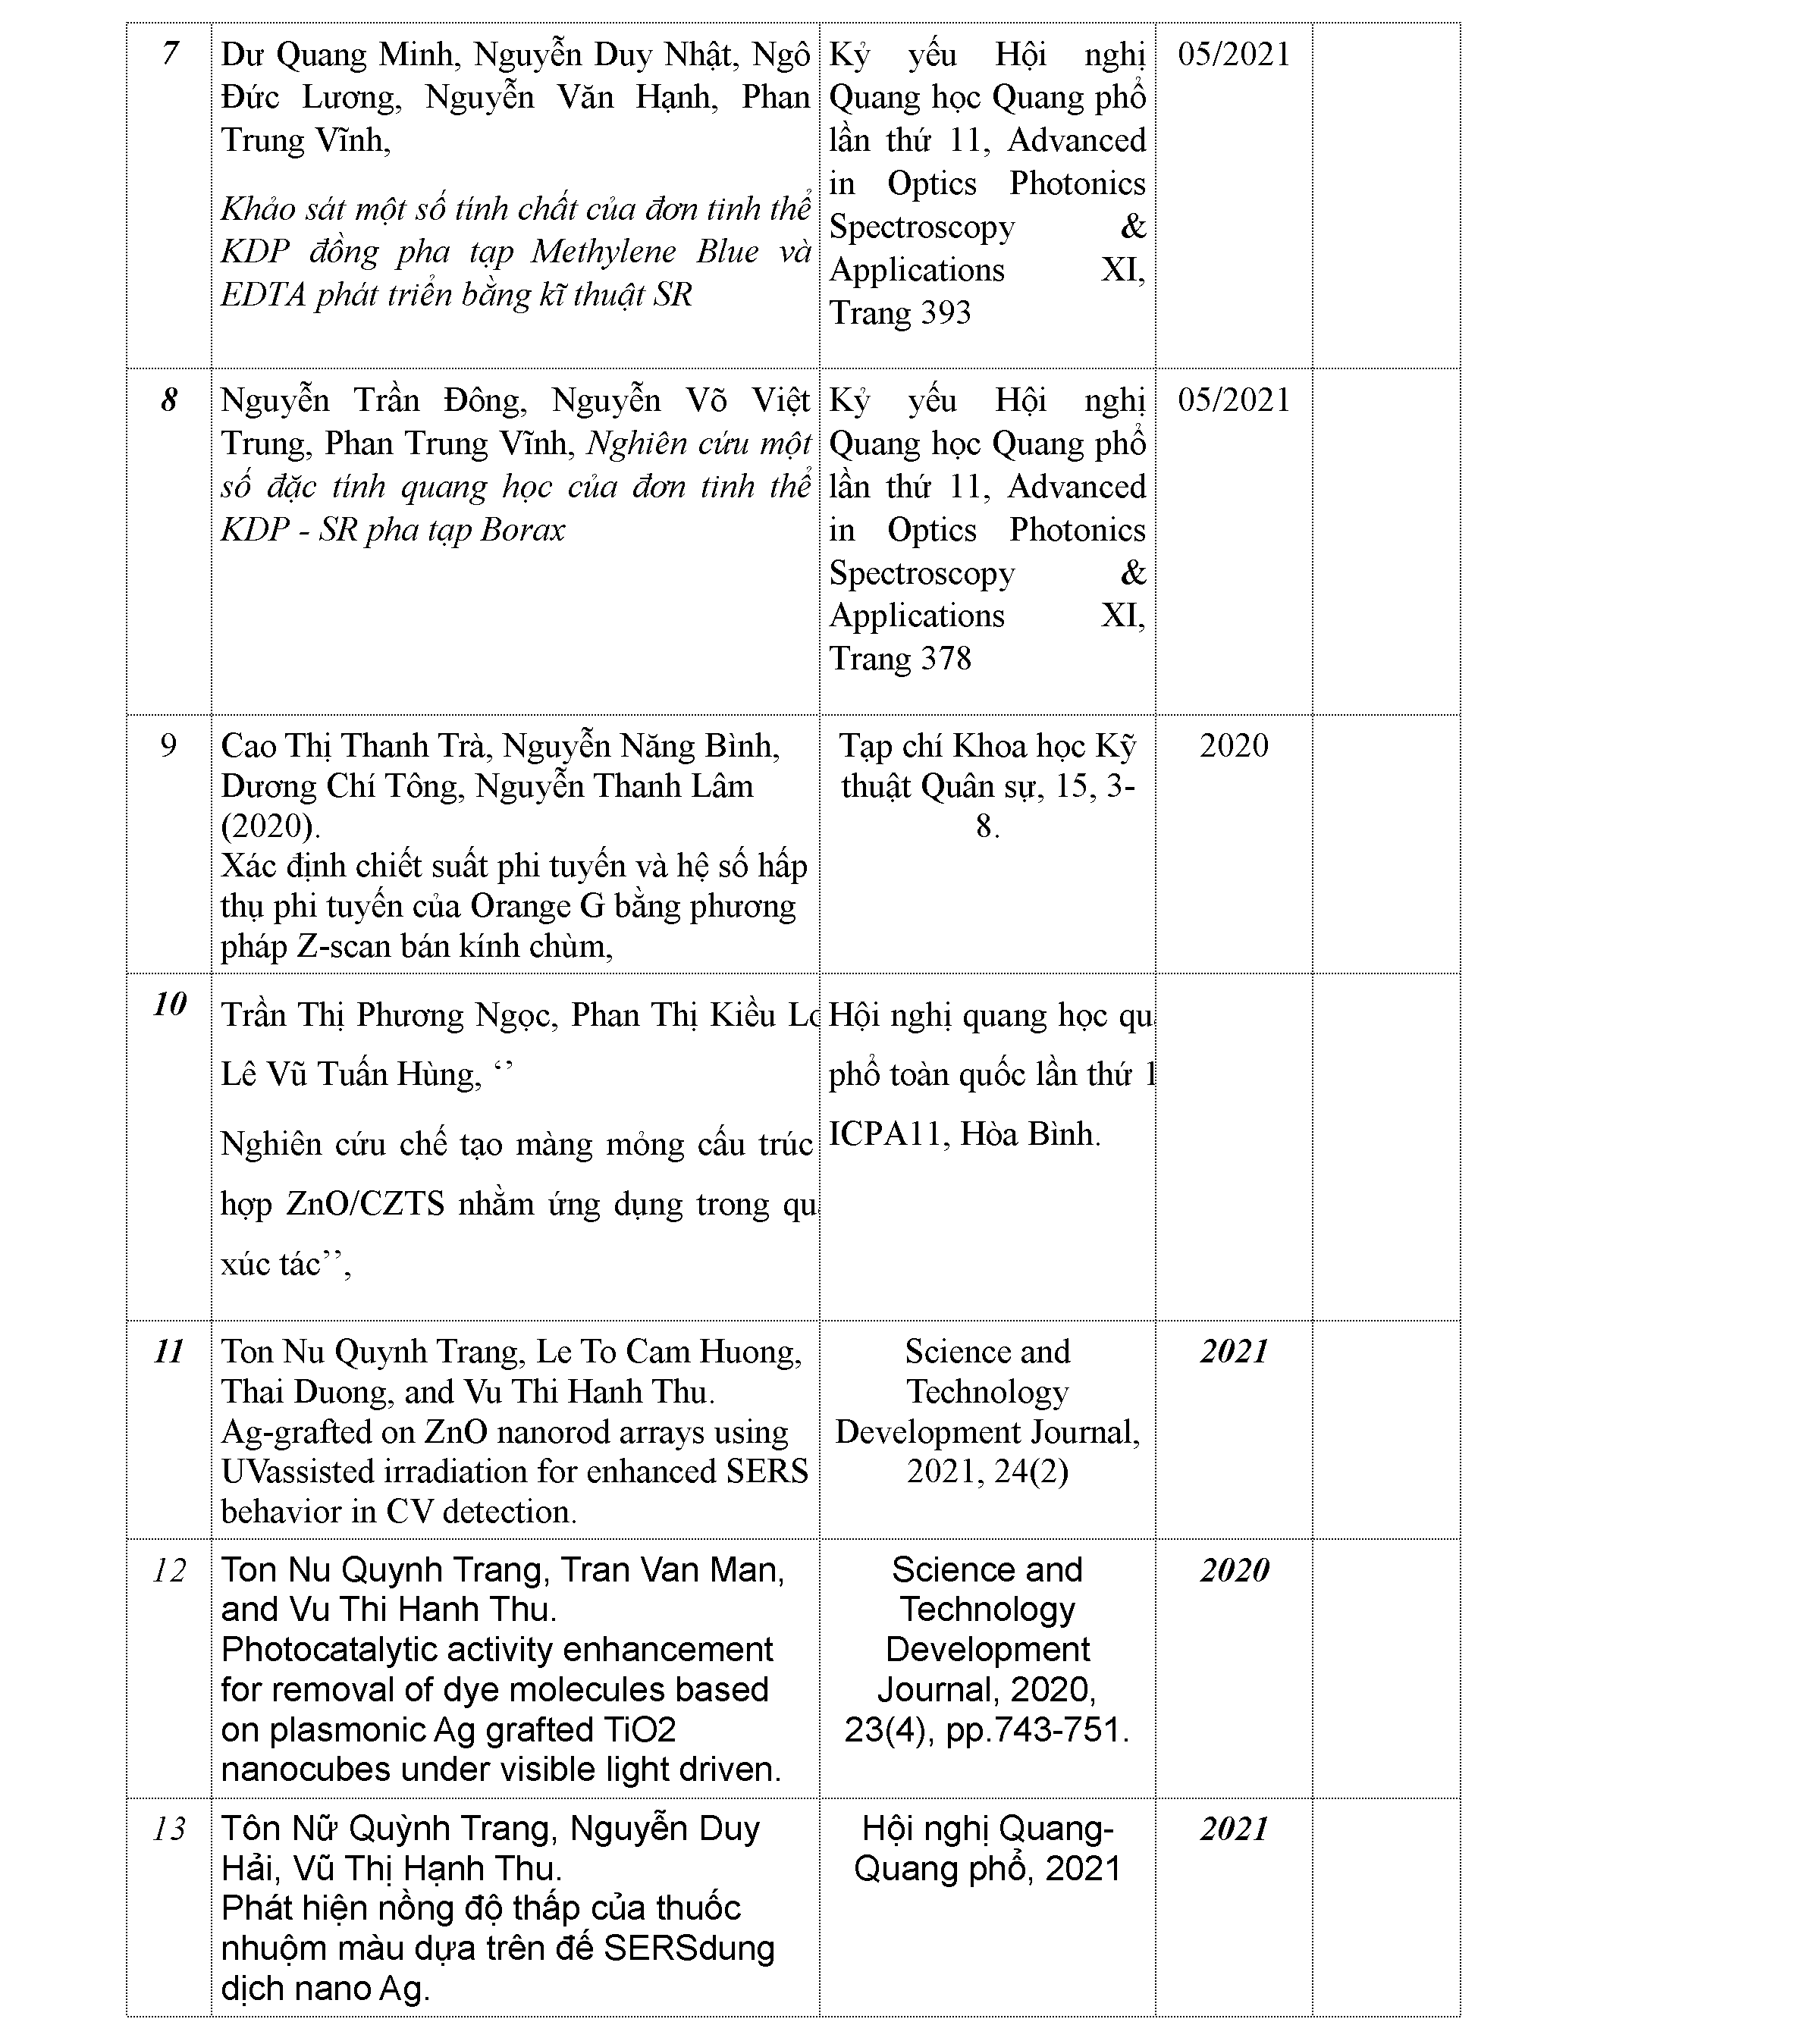 7
Dư Quang Minh, Nguyễn Duy Nhật, Ngô
Đức Lương, Nguyễn Văn Hạnh, Phan
Trung Vĩnh,
Khảo sát một số tính chất của đơn tinh thể
KDP đồng pha tạp Methylene Blue và
EDTA phát triển bằng kĩ thuật SR
Kỷ yếu Hội nghị
Quang học Quang phổ
lần thứ 11, Advanced
in Optics Photonics
Spectroscopy &
Applications XI,
Trang 393
05/2021
8
Nguyễn Trần Đông, Nguyễn Võ Việt
Trung, Phan Trung Vĩnh, Nghiên cứu một
số đặc tính quang học của đơn tinh thể
KDP - SR pha tạp Borax
Kỷ yếu Hội nghị
Quang học Quang phổ
lần thứ 11, Advanced
in Optics Photonics
Spectroscopy &
Applications XI,
Trang 378
05/2021
9
Cao Thị Thanh Trà, Nguyễn Năng Bình,
Dương Chí Tông, Nguyễn Thanh Lâm
(2020).
Xác định chiết suất phi tuyến và hệ số hấp
thụ phi tuyến của Orange G bằng phương
pháp Z-scan bán kính chùm,
Tạp chí Khoa học Kỹ
thuật Quân sự, 15, 3-
8.
2020
10
Trần Thị Phương Ngọc, Phan Thị Kiều
Lê Vũ Tuấn Hùng, ‘’
Nghiên cứu chế tạo màng mỏng cấu trúc
hợp ZnO/CZTS nhằm ứng dụng trong qu
xúc tác’’,
Hội nghị quang học qu
phổ toàn quốc lần thứ 1
ICPA11, Hòa Bình.
11
Ton Nu Quynh Trang, Le To Cam Huong,
Thai Duong, and Vu Thi Hanh Thu.
Ag-grafted on ZnO nanorod arrays using
UVassisted irradiation for enhanced SERS
behavior in CV detection.
Science and
Technology
Development Journal,
2021, 24(2)
2021
12
Ton Nu Quynh Trang, Tran Van Man,
and Vu Thi Hanh Thu.
Photocatalytic activity enhancement
for removal of dye molecules based
on plasmonic Ag grafted TiO2
nanocubes under visible light driven.
Science and
Technology
Development
Journal, 2020,
23(4), pp.743-751.
2020
13
Tôn Nữ Quỳnh Trang, Nguyễn Duy
Hải, Vũ Thị Hạnh Thu.
Phát hiện nồng độ thấp của thuốc
nhuộm màu dựa trên đế SERSdung
dịch nano Ag.
Hội nghị Quang-
Quang phổ, 2021
2021